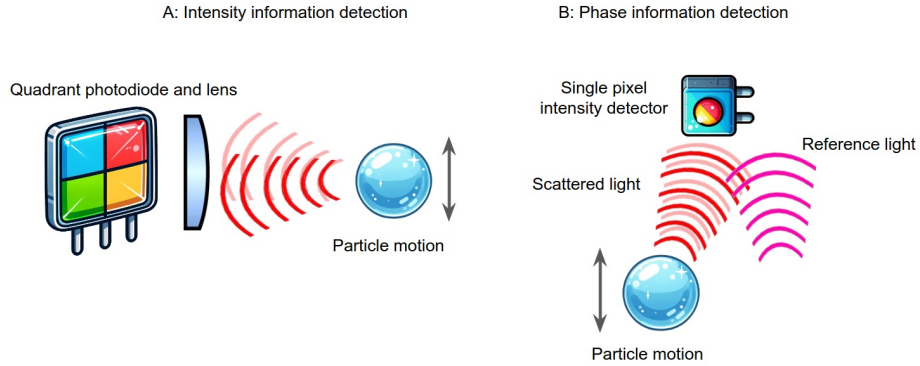 A: Intensity information detection
B: Phase information detection
Quadrant photodiode and lens
Particle motion
Single pixel
intensity detector
Reference light
Scattered light
Particle motion